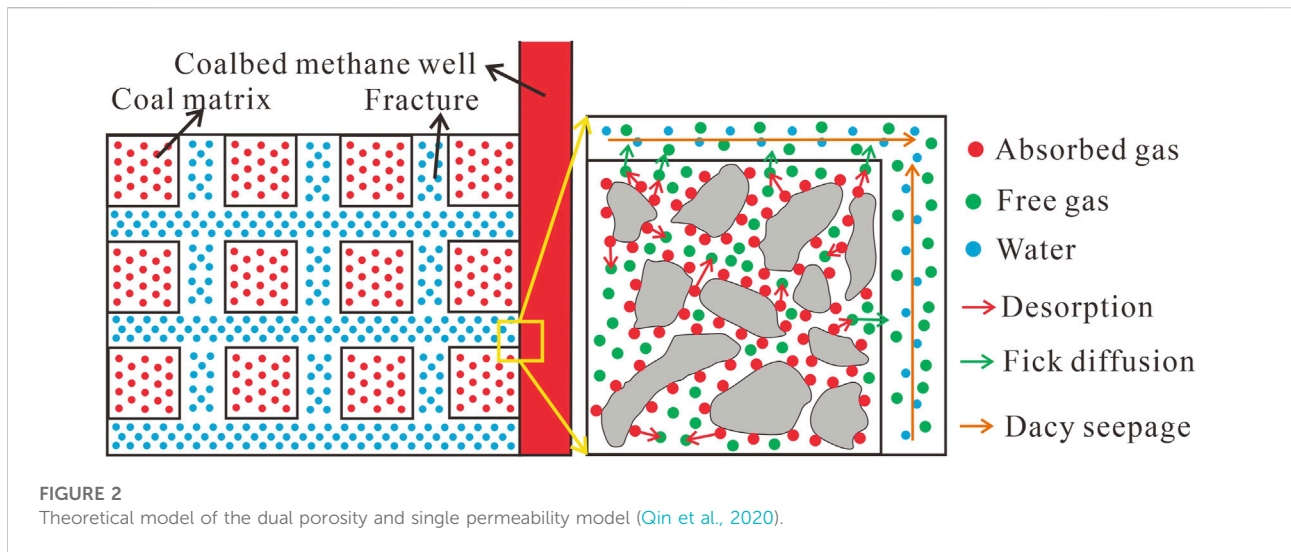 Coalbed methane well
Coal matrix
Fracture
Absorbed gas
Free gas
Water
Desorption
Fick diffusion
Dacy seepage
FIGURE 2
Theoretical model of the dual porosity and single permeability model (Qin et al., 2020).